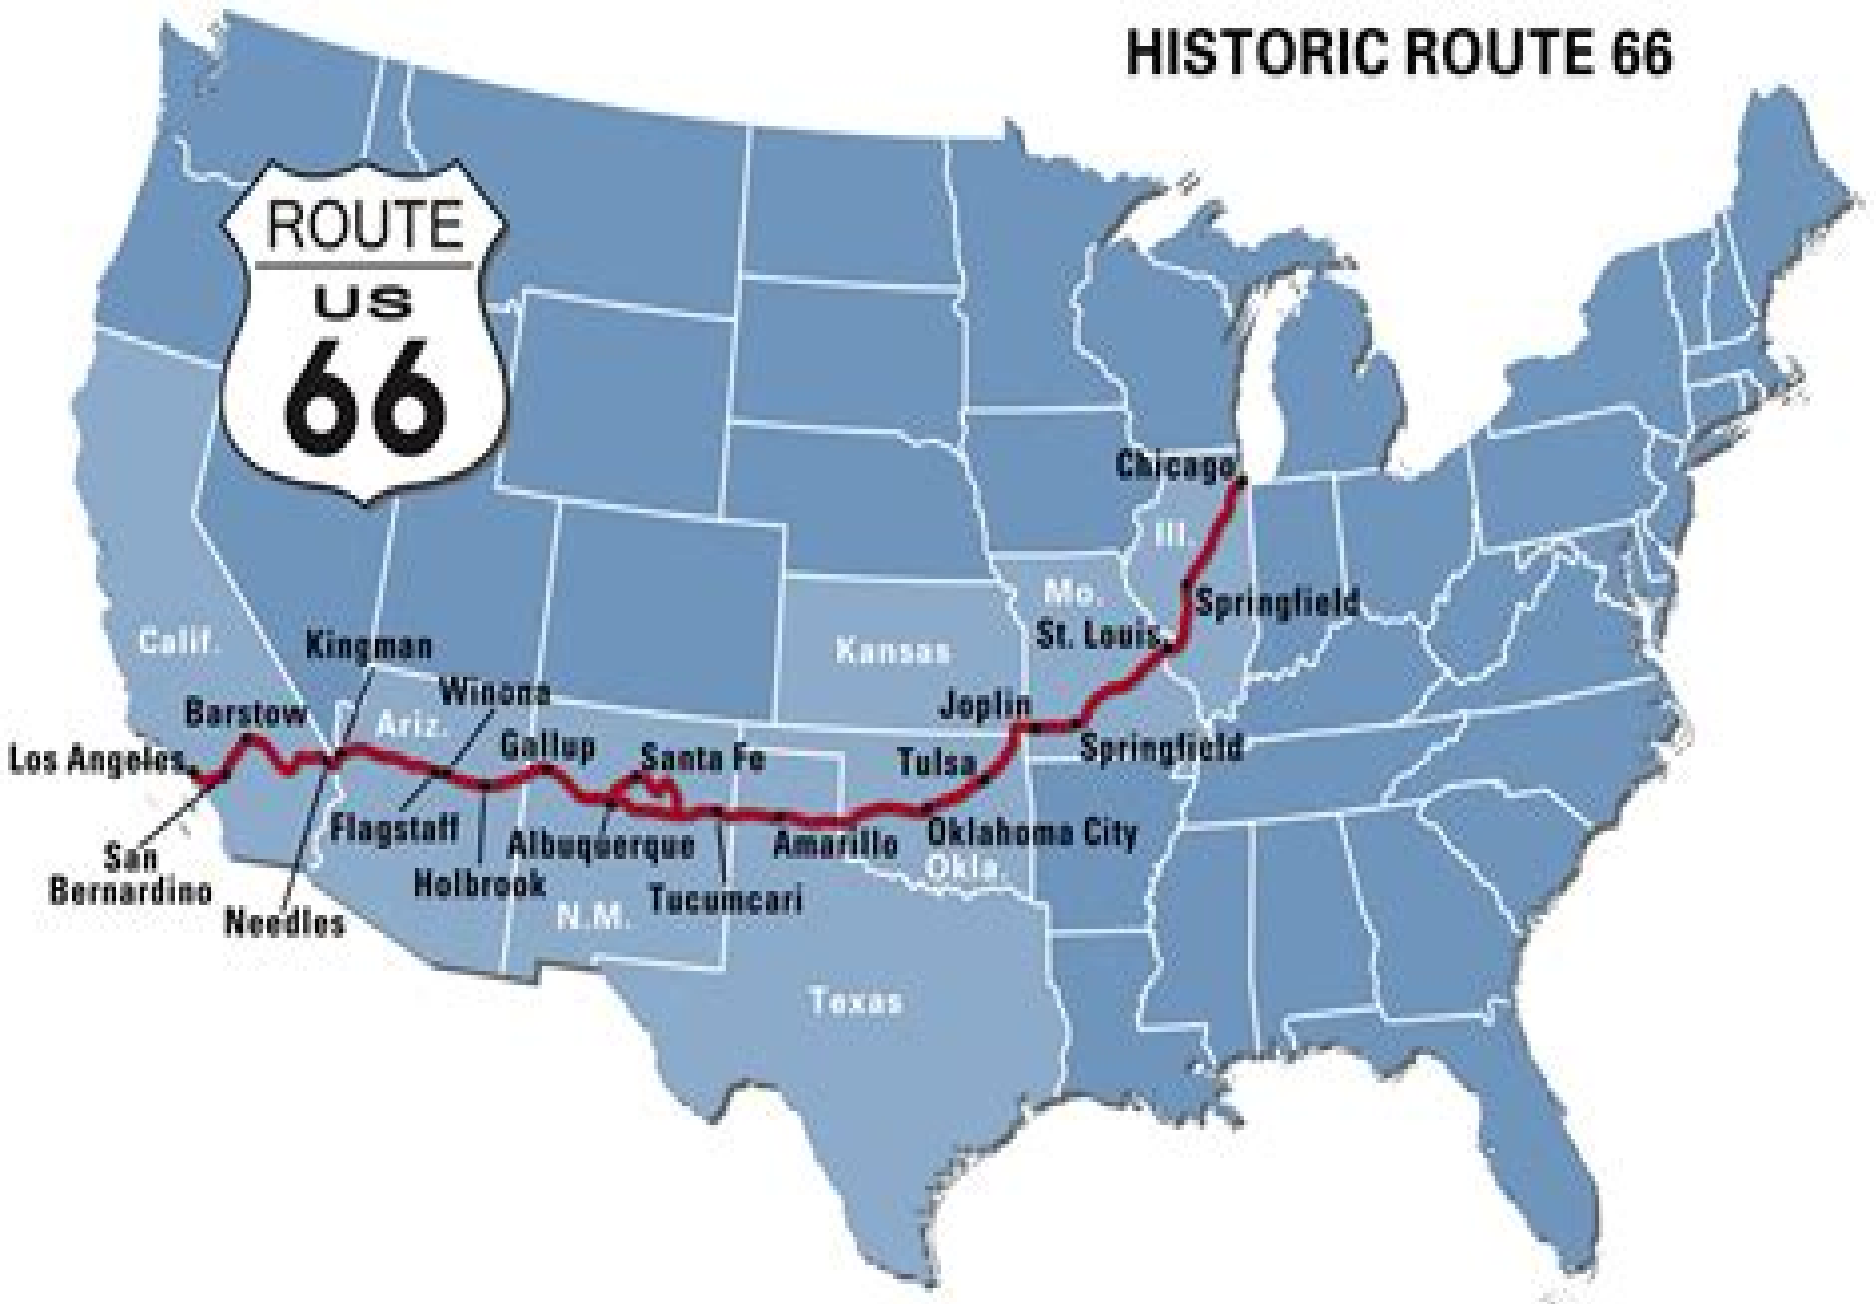 HISTORIC ROUTE 66
ROUTE
US
66
Chicago
Ill.
Mo.
Springfield
St. Louis
Calif.
Kingman
Kansas
Winona
Barstow
Ariz.
Joplin
Gallup
Santa Fe
Tulsa
Springfield
Los Angeles
Flagstaff
Albuquerque
Amarillo
Oklahoma City
San
Bernardino
Holbrook
Okla.
Tucumcari
Needles
N.M.
Texas